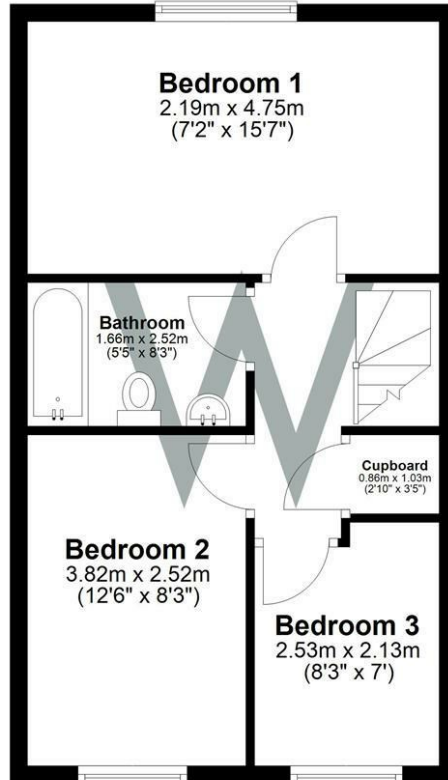 Bedroom 1
2.19m x 4.75m
(7'2" x 15'7")
Bathroom
1.66m x 2.52m
(5'5" x 8'3")
Cupboard
0.86m x 1.03m
(2'10" x 3'5")
Bedroom 2
3.82m x 2.52m
(12'6" x 8'3")
Bedroom 3
2.53m x 2.13m
(8'3" x 7')
W